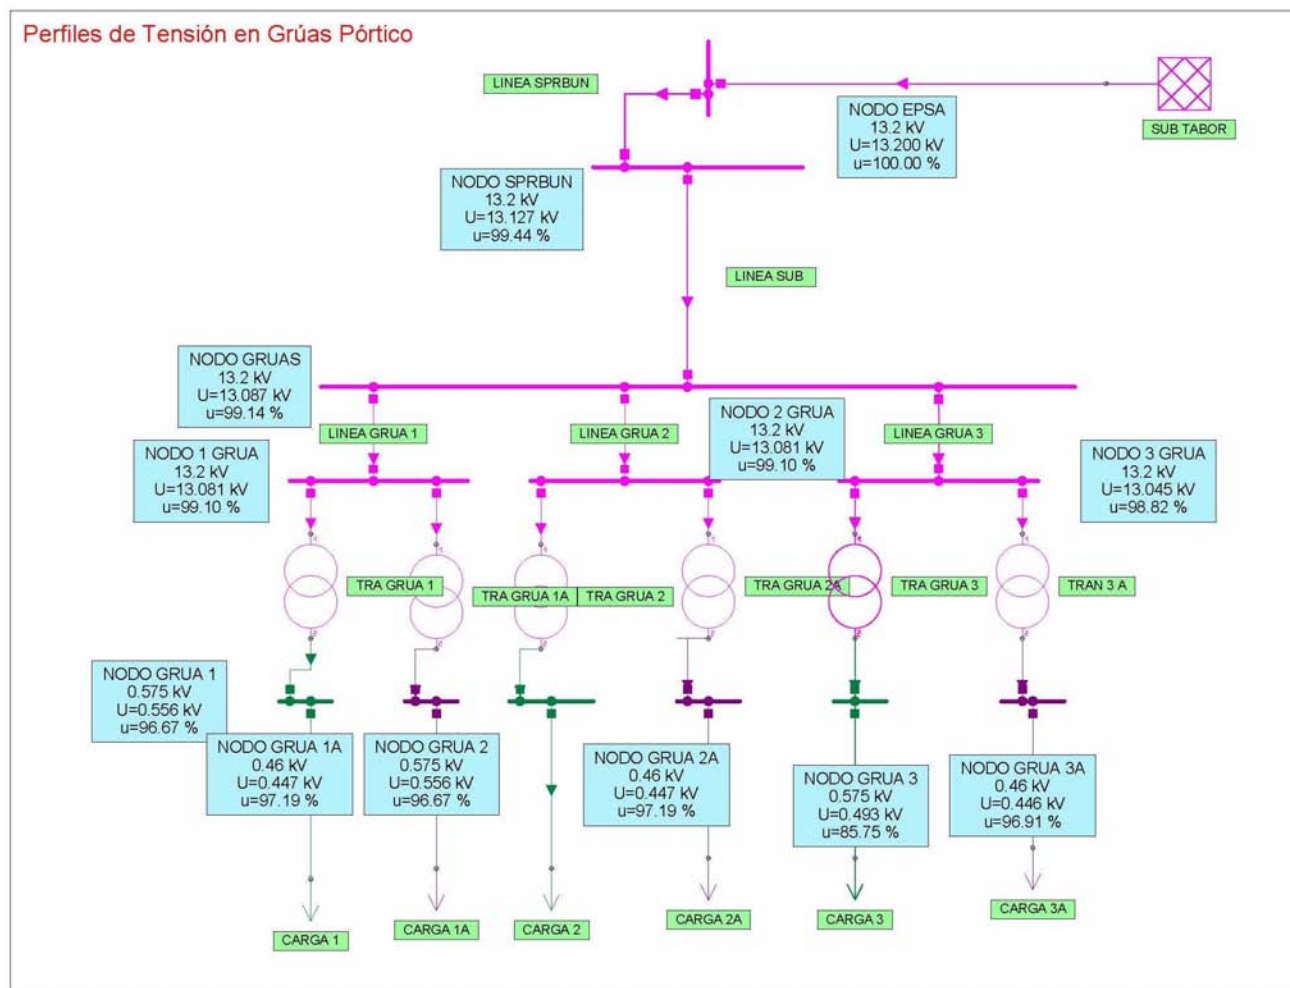 Perfiles de Tensión en Grúas Pórtico
LINEA SPRBUN
NODO EPSA
13.2 kV
U=13.200 kV
u=100.00 %
SUB TABOR
NODO SPRBUN
13.2 kV
U=13.127 kV
u=99.44 %
LINEA SUB
NODO GRUAS
13.2 kV
U=13.087 kV
u=99.14 %
LINEA GRUA 1
LINEA GRUA 2
NODO 2 GRUA
13.2 kV
U=13.081 kV
u=99.10 %
LINEA GRUA 3
NODO 1 GRUA
13.2 kV
U=13.081 kV
u=99.10 %
NODO 3 GRUA
13.2 kV
U=13.045 kV
u=98.82 %
TRA GRUA 1
TRA GRUA 1A
TRA GRUA 2
TRA GRUA 2A
TRA GRUA 3
TRAN 3 A
NODO GRUA 1
0.575 kV
U=0.556 kV
u=96.67 %
NODO GRUA 1A
0.46 kV
U=0.447 kV
u=97.19 %
NODO GRUA 2
0.575 kV
U=0.556 kV
u=96.67 %
NODO GRUA 2A
0.46 kV
U=0.447 kV
u=97.19 %
NODO GRUA 3
0.575 kV
U=0.493 kV
u=85.75 %
NODO GRUA 3A
0.46 kV
U=0.446 kV
u=96.91 %
CARGA 1
CARGA 1A
CARGA 2
CARGA 2A
CARGA 3
CARGA 3A